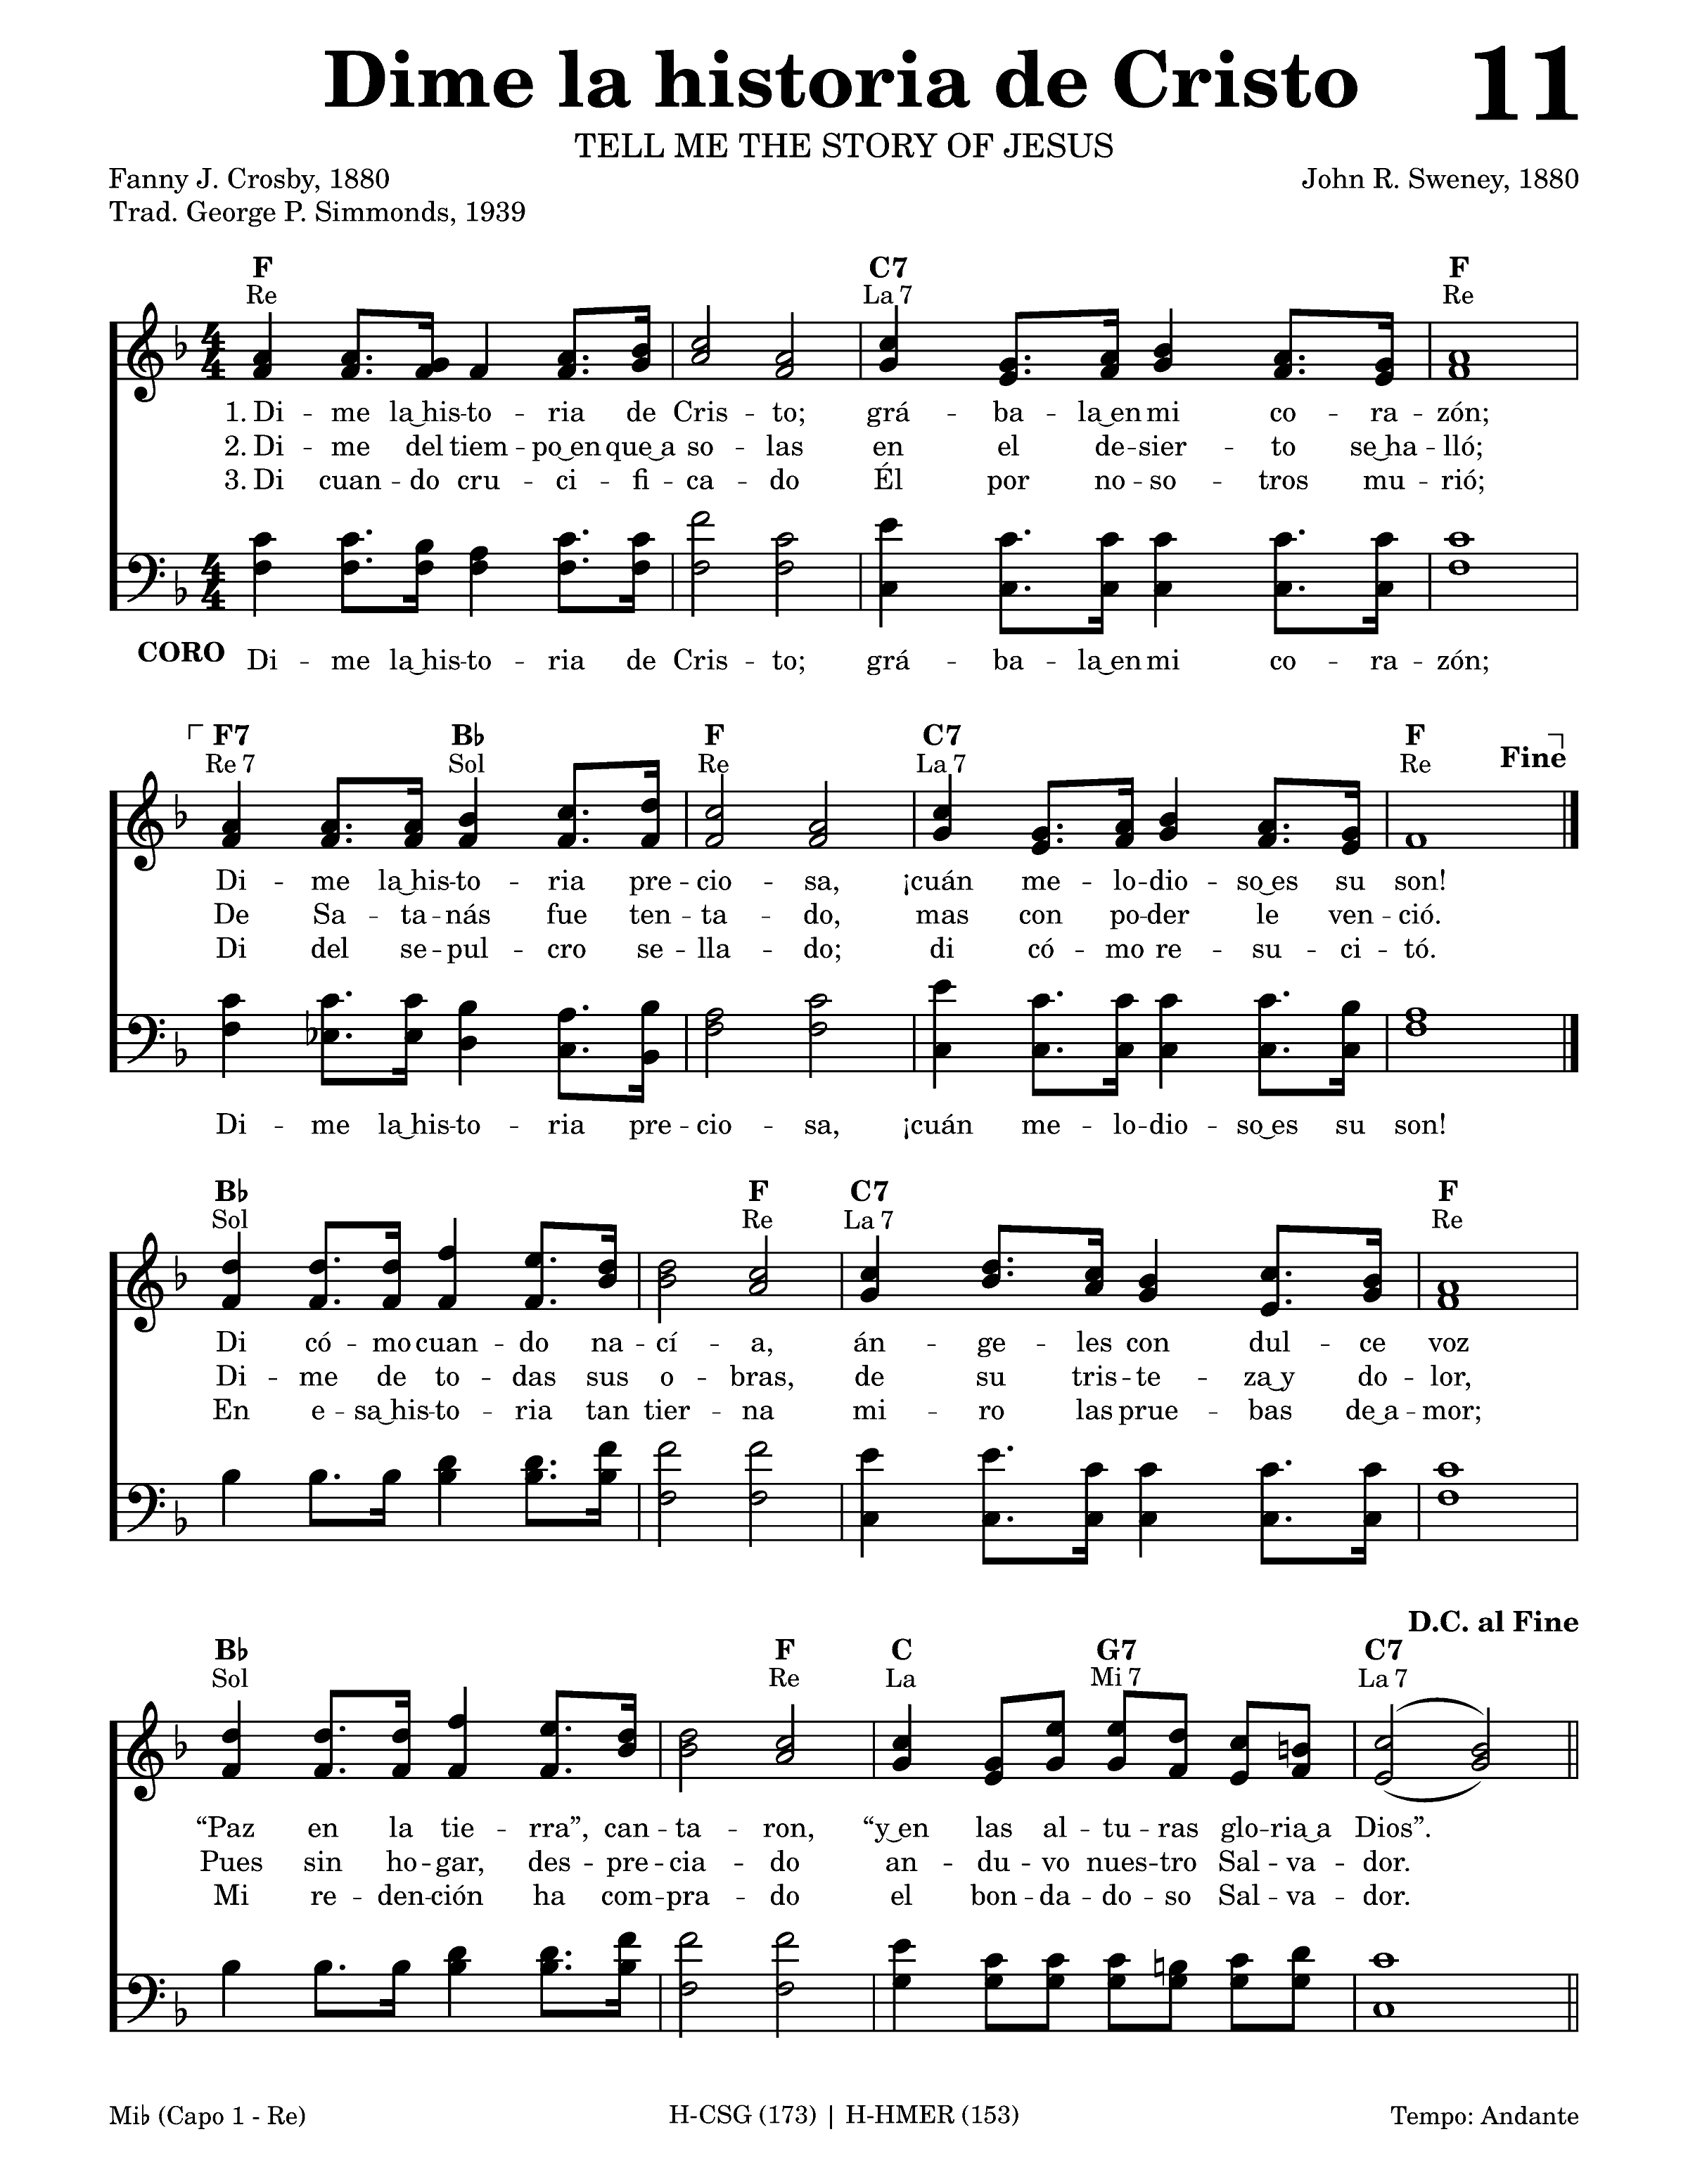 Dime la historia de Cristo 11
TELL ME THE STORY OF JESUS
Fanny J. Crosby, 1880 John R. Sweney, 1880
Trad. George P. Simmonds, 1939
F C7 F
Re La 7 Re
4/4
1. Di -- me la‿his -- to -- ria de Cris -- to; grá -- ba -- la‿en mi co -- ra -- zón;
2. Di -- me del tiem -- po‿en que‿a so -- las en el de -- sier -- to se‿ha -- lló;
3. Di cuan -- do cru -- ci -- fi -- ca -- do Él por no -- so -- tros mu -- rió;
4/4
CORO Di -- me la‿his -- to -- ria de Cris -- to; grá -- ba -- la‿en mi co -- ra -- zón;
F7 B♭ F C7 F Fine
Re 7 Sol Re La 7 Re
Di -- me la‿his -- to -- ria pre -- cio -- sa, ¡cuán me -- lo -- dio -- so‿es su son!
De Sa -- ta -- nás fue ten -- ta -- do, mas con po -- der le ven -- ció.
Di del se -- pul -- cro se -- lla -- do; di có -- mo re -- su -- ci -- tó.
Di -- me la‿his -- to -- ria pre -- cio -- sa, ¡cuán me -- lo -- dio -- so‿es su son!
B♭ F C7 F
Sol Re La 7 Re
Di có -- mo cuan -- do na -- cí -- a, án -- ge -- les con dul -- ce voz
Di -- me de to -- das sus o -- bras, de su tris -- te -- za‿y do -- lor,
En e -- sa‿his -- to -- ria tan tier -- na mi -- ro las prue -- bas de‿a -- mor;
D.C. al Fine
B♭ F C G7 C7
Sol Re La Mi 7 La 7
“Paz en la tie -- rra”, can -- ta -- ron, “y‿en las al -- tu -- ras glo -- ria‿a Dios”.
Pues sin ho -- gar, des -- pre -- cia -- do an -- du -- vo nues -- tro Sal -- va -- dor.
Mi re -- den -- ción ha com -- pra -- do el bon -- da -- do -- so Sal -- va -- dor.
Mi♭ (Capo 1 - Re) H-CSG (173) | H-HMER (153) Tempo: Andante